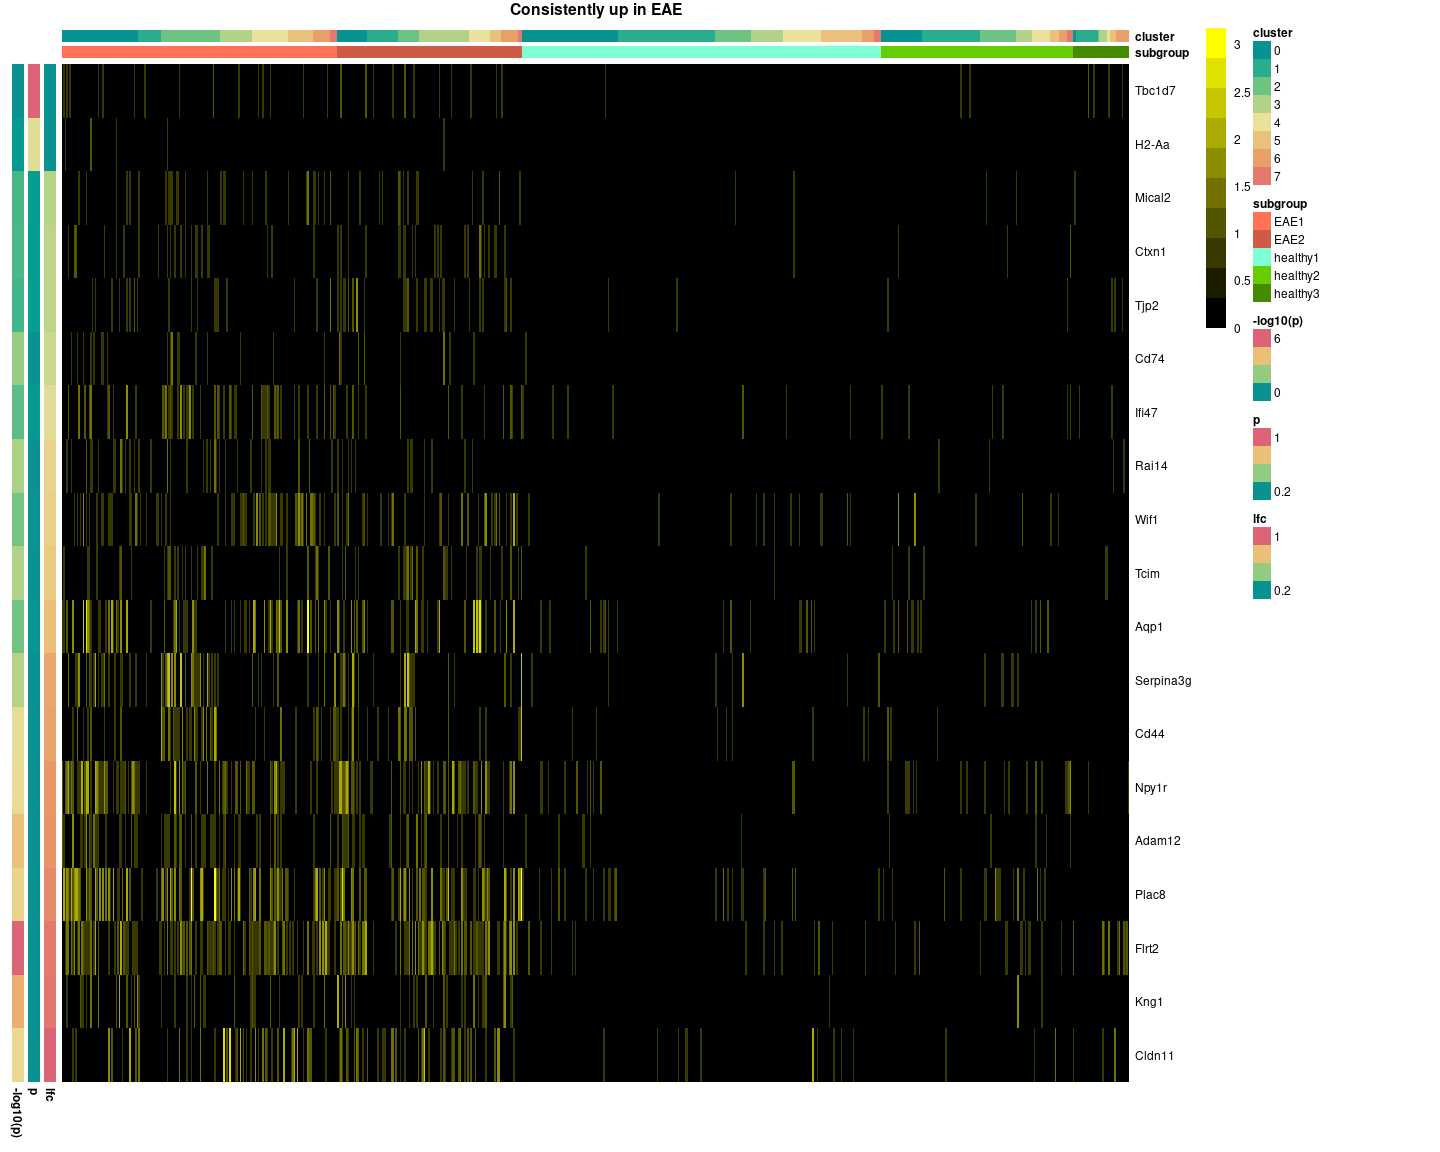 Consistently up in EAE
cluster
subgroup
Tbc1d7
H2-Aa
Mical2
Ctxn1
Tjp2
Cd74
Ifi47
Rai14
Wif1
Tcim
Aqp1
Serpina3g
Cd44
Npy1r
Adam12
Plac8
Flrt2
Kng1
Cldn11
-log10(p)
p
lfc
3
2.5
2
1.5
1
0.5
0
cluster
0
1
2
3
4
5
6
7
subgroup
EAE1
EAE2
healthy1
healthy2
healthy3
-log10(p)
6
0
p
1
0.2
lfc
1
0.2